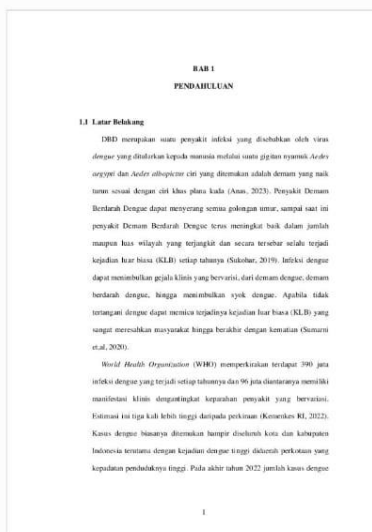 BAB 1
PENDAHULUAN
1.1 Latar Belakang
DBD merupakan suatu penyakit infeksi yang disebabkan oleh virus
dengue yang ditularkan kepada manusia melalui suatu gigitan nyamuk Aedes
aegypti dan Aedes albopictus ciri yang ditemukan adalah demam yang naik
turun sesuai dengan ciri khas plana kuda (Anas, 2023). Penyakit Demam
Berdarah Dengue dapat menyerang semua golongan umur, sampai saat ini
penyakit Demam Berdarah Dengue terus meningkat baik dalam jumlah
maupun luas wilayah yang terjangkit dan secara tersebar selalu terjadi
kejadian luar biasa (KLB) setiap tahunya (Sukohar, 2019). Infeksi dengue
dapat menimbulkan gejala klinis yang bervarisi, dari demam dengue, demam
berdarah dengue, hingga menimbulkan syok dengue. Apabila tidak
tertangani dengue dapat memicu terjadinya kejadian luar biasa (KLB) yang
sangat meresahkan masyarakat hingga berakhir dengan kematian (Sumarni
et.al, 2020).
World Health Organization (WHO) memperkirakan terdapat 390 juta
infeksi dengue yang terjadi setiap tahunnya dan 96 juta diantaranya memiliki
manifestasi klinis dengantingkat keparahan penyakit yang bervariasi.
Estimasi ini tiga kali lebih tinggi daripada perkiraan (Kemenkes RI, 2022).
Kasus dengue biasanya ditemukan hampir diseluruh kota dan kabupaten
Indonesia terutama dengan kejadian dengue tinggi didaerah perkotaan yang
kepadatan penduduknya tinggi. Pada akhir tahun 2022 jumlah kasus dengue
1